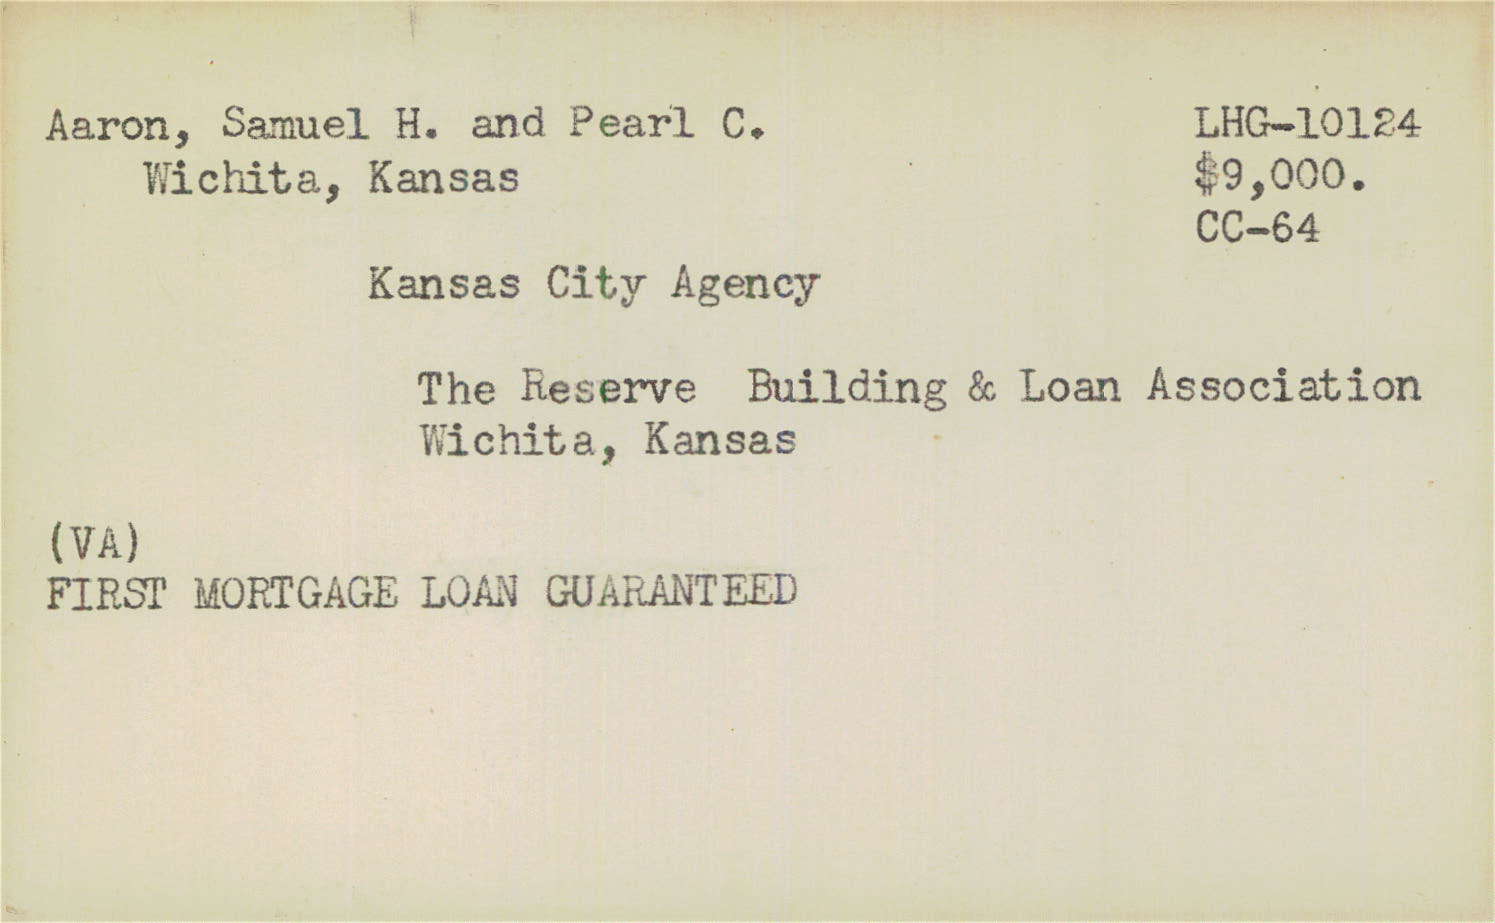 Aaron, Samuel H. and Pearl C.
LHG-10124
Wichita, Kansas
$9,000.
CC-64
Kansas City Agency
The Reserve Building & Loan Association
Wichita, Kansas
(VA)
FIRST MORTGAGE LOAN GUARANTEED